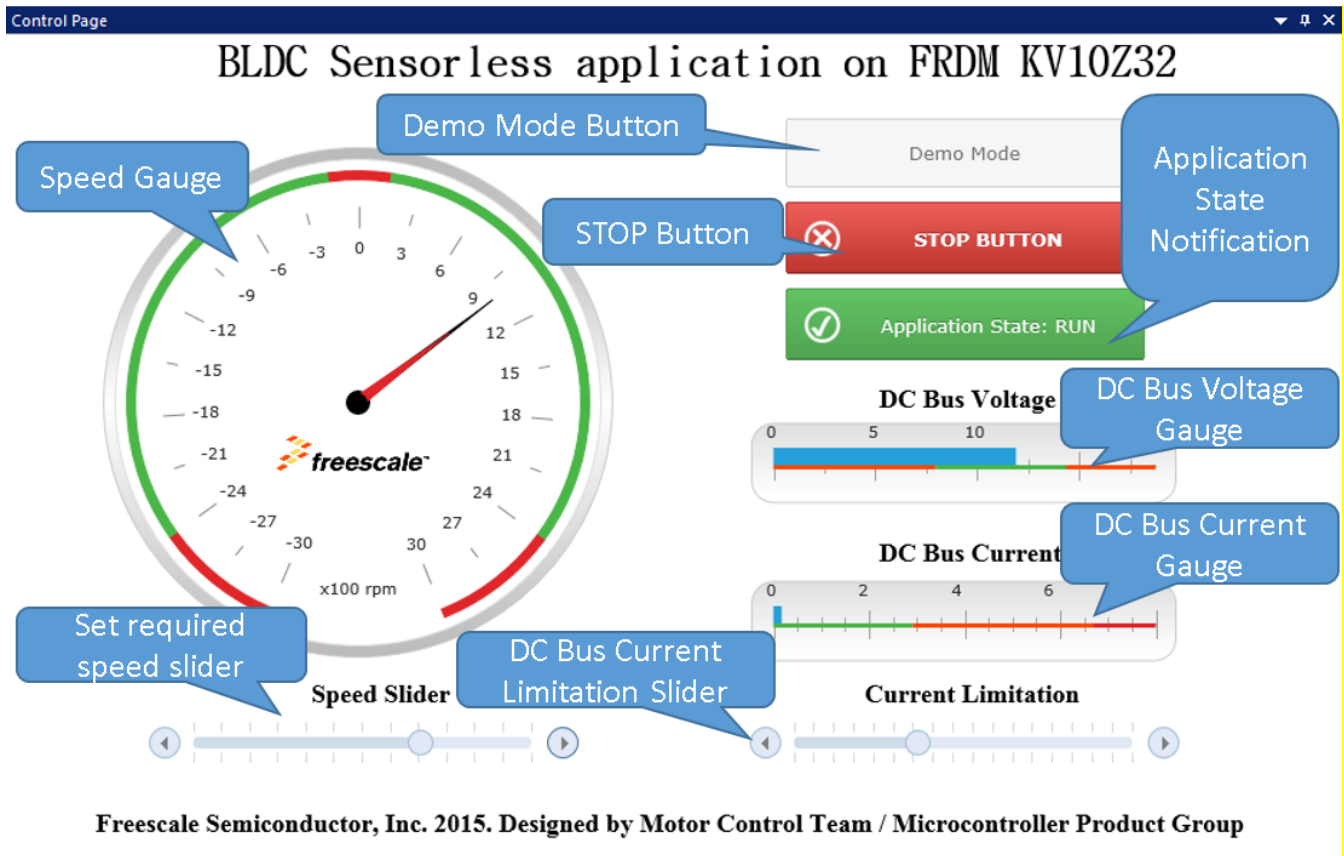 Control Page
BLDC Sensorless application on FRDM KV10Z32
Demo Mode Button
Demo Mode
Application
State
Notification
Speed Gauge
STOP Button
STOP BUTTON
Application State: RUN
-30
-27
-24
-21
-18
-15
-12
-9
-6
-3
0
3
6
9
12
15
18
21
24
27
30
freescale™
x100 rpm
DC Bus Voltage
DC Bus Voltage
Gauge
0 5 10
DC Bus Current
DC Bus Current
Gauge
0 2 4 6
Set required
speed slider
DC Bus Current
Limitation Slider
Speed Slider
Current Limitation
Freescale Semiconductor, Inc. 2015. Designed by Motor Control Team / Microcontroller Product Group